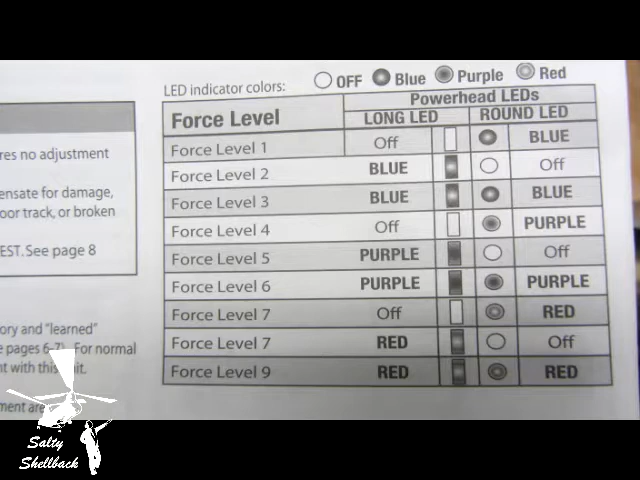 LED indicator colors: OFF Blue Purple Red
Powerhead LEDs
Force Level LONG LED ROUND LED
Force Level 1 Off BLUE
Force Level 2 BLUE Off
Force Level 3 BLUE BLUE
Force Level 4 Off PURPLE
Force Level 5 PURPLE Off
Force Level 6 PURPLE PURPLE
Force Level 7 Off RED
Force Level 7 RED Off
Force Level 9 RED RED
res no adjustment
ensate for damage,
oor track, or broken
EST. See page 8
ory and "learned"
e pages 6-7). For normal
nt with this
ment are
Salty
Shellback